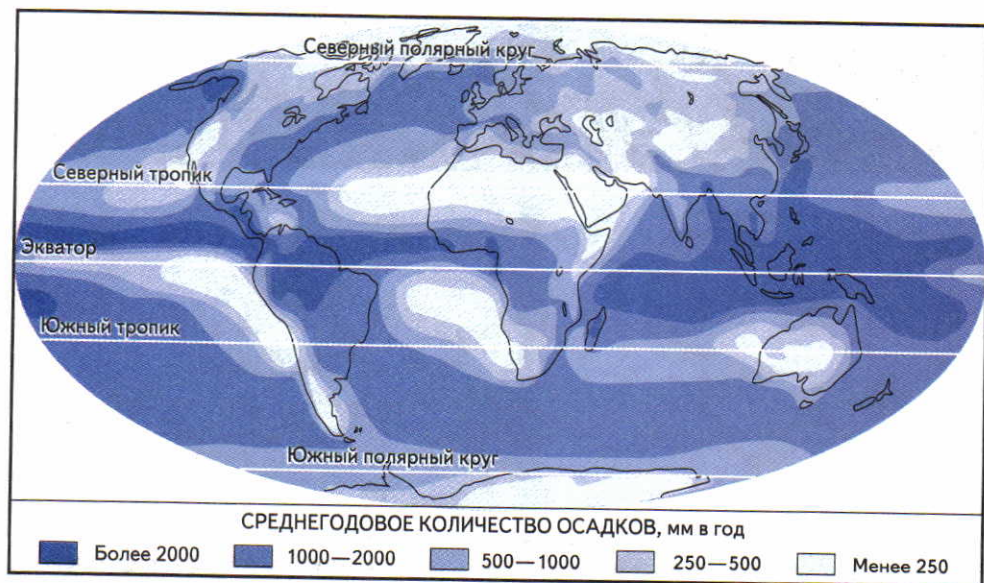 Северный полярный круг
Северный тропик
Экватор
Южный тропик
Южный полярный круг
СРЕДНЕГОДОВОЕ КОЛИЧЕСТВО ОСАДКОВ, мм в год
Более 2000
1000—2000
500—1000
250—500
Менее 250